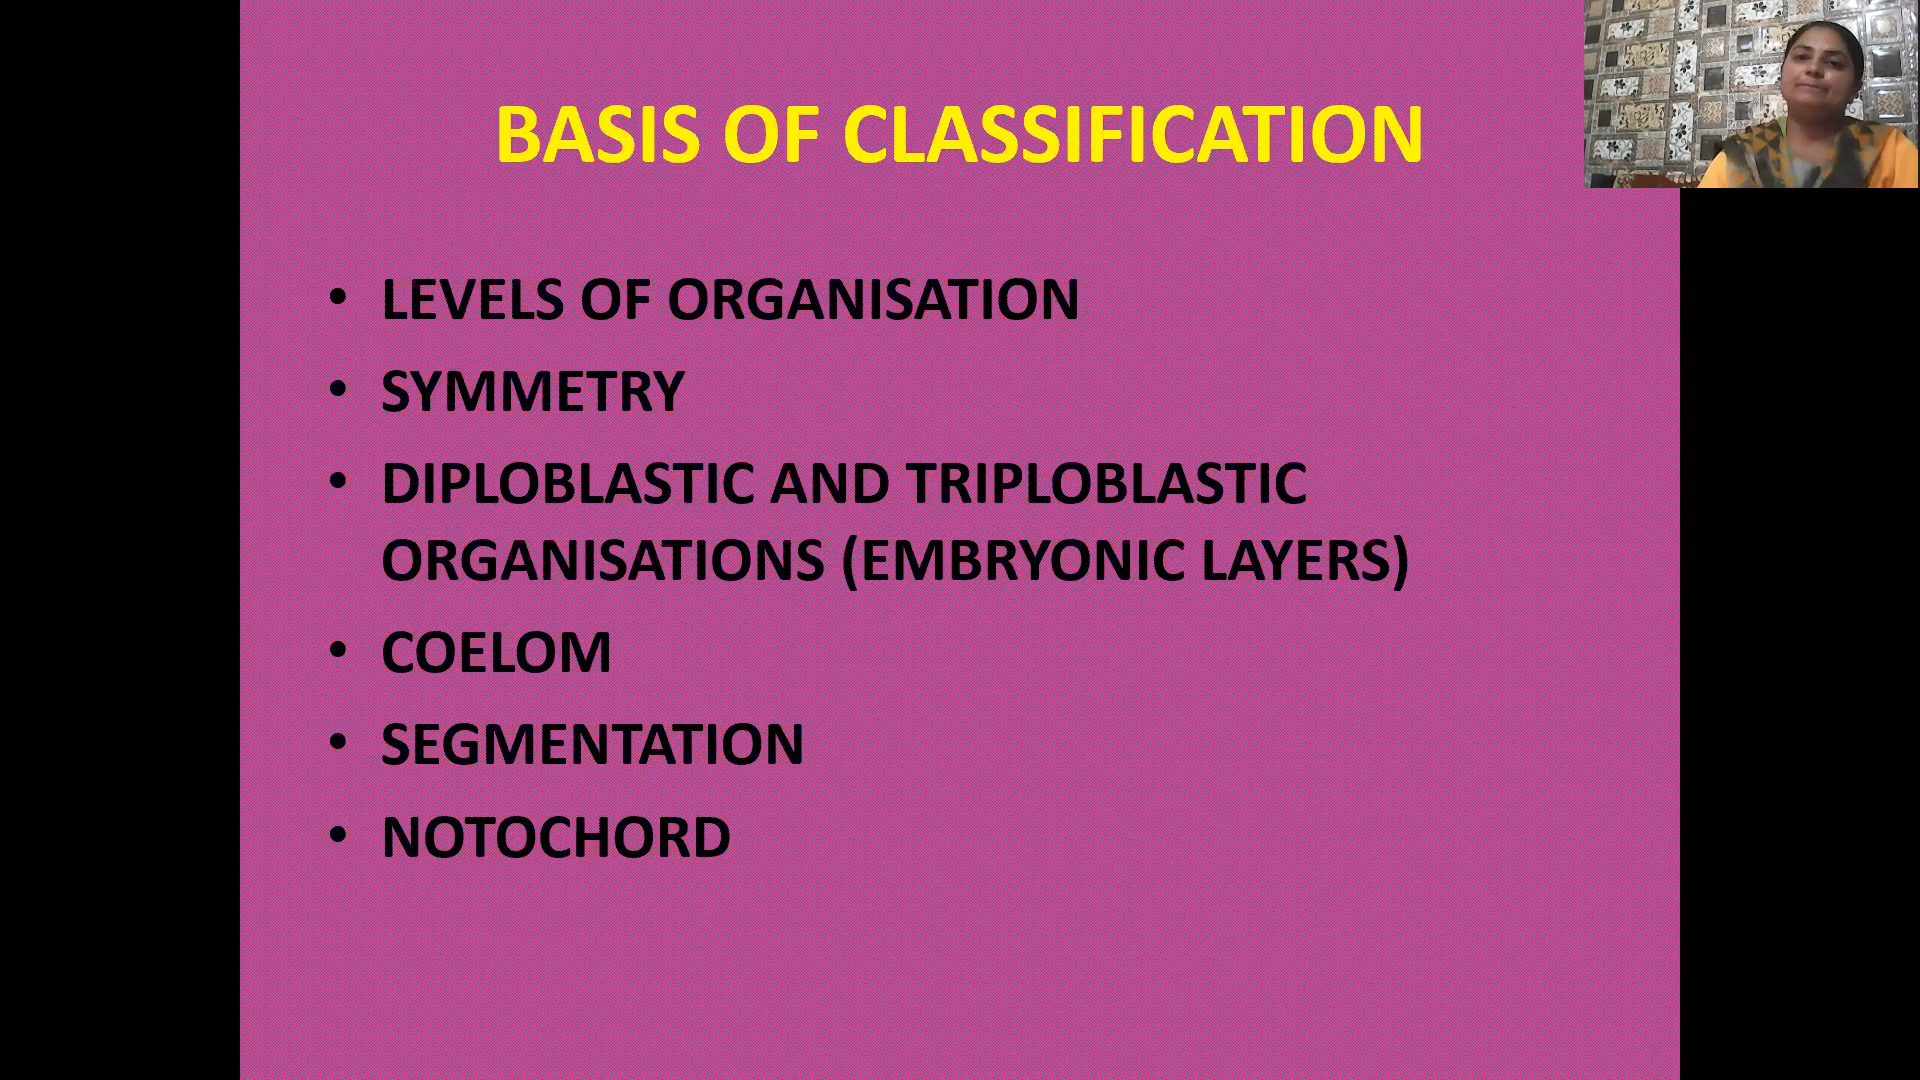 BASIS OF CLASSIFICATION
• LEVELS OF ORGANISATION
• SYMMETRY
• DIPLOBLASTIC AND TRIPLOBLASTIC
ORGANISATIONS (EMBRYONIC LAYERS)
• COELOM
• SEGMENTATION
• NOTOCHORD